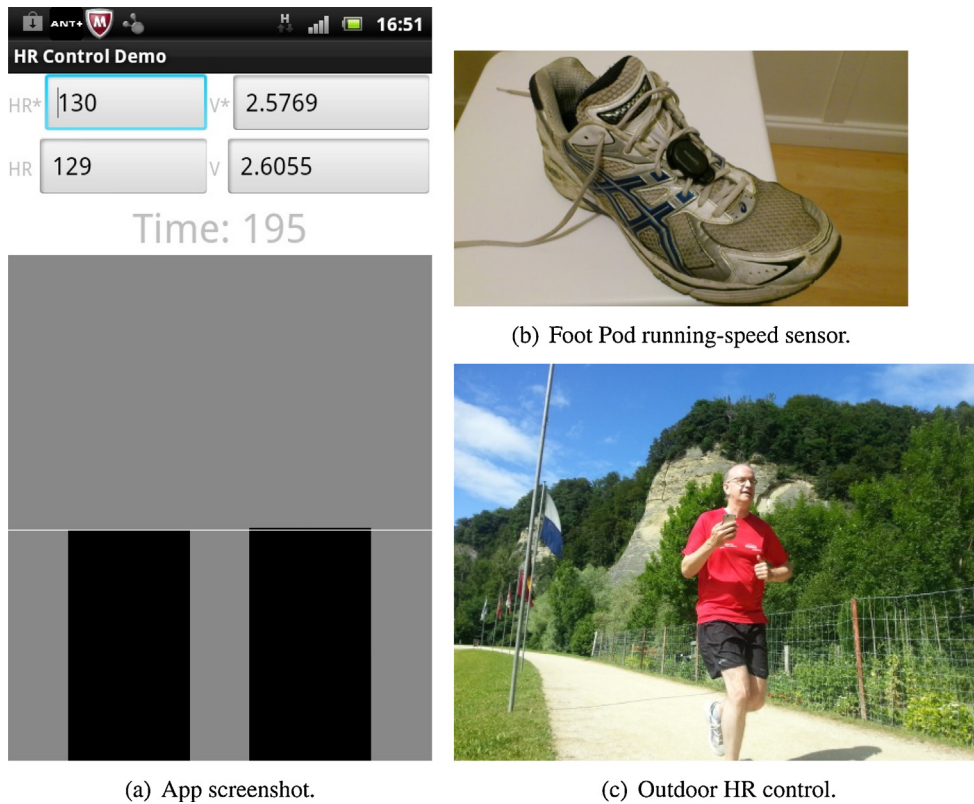 ANT+ M H 16:51
HR Control Demo
HR* 130 V* 2.5769
HR 129 V 2.6055
Time: 195
(a) App screenshot.
(b) Foot Pod running-speed sensor.
(c) Outdoor HR control.